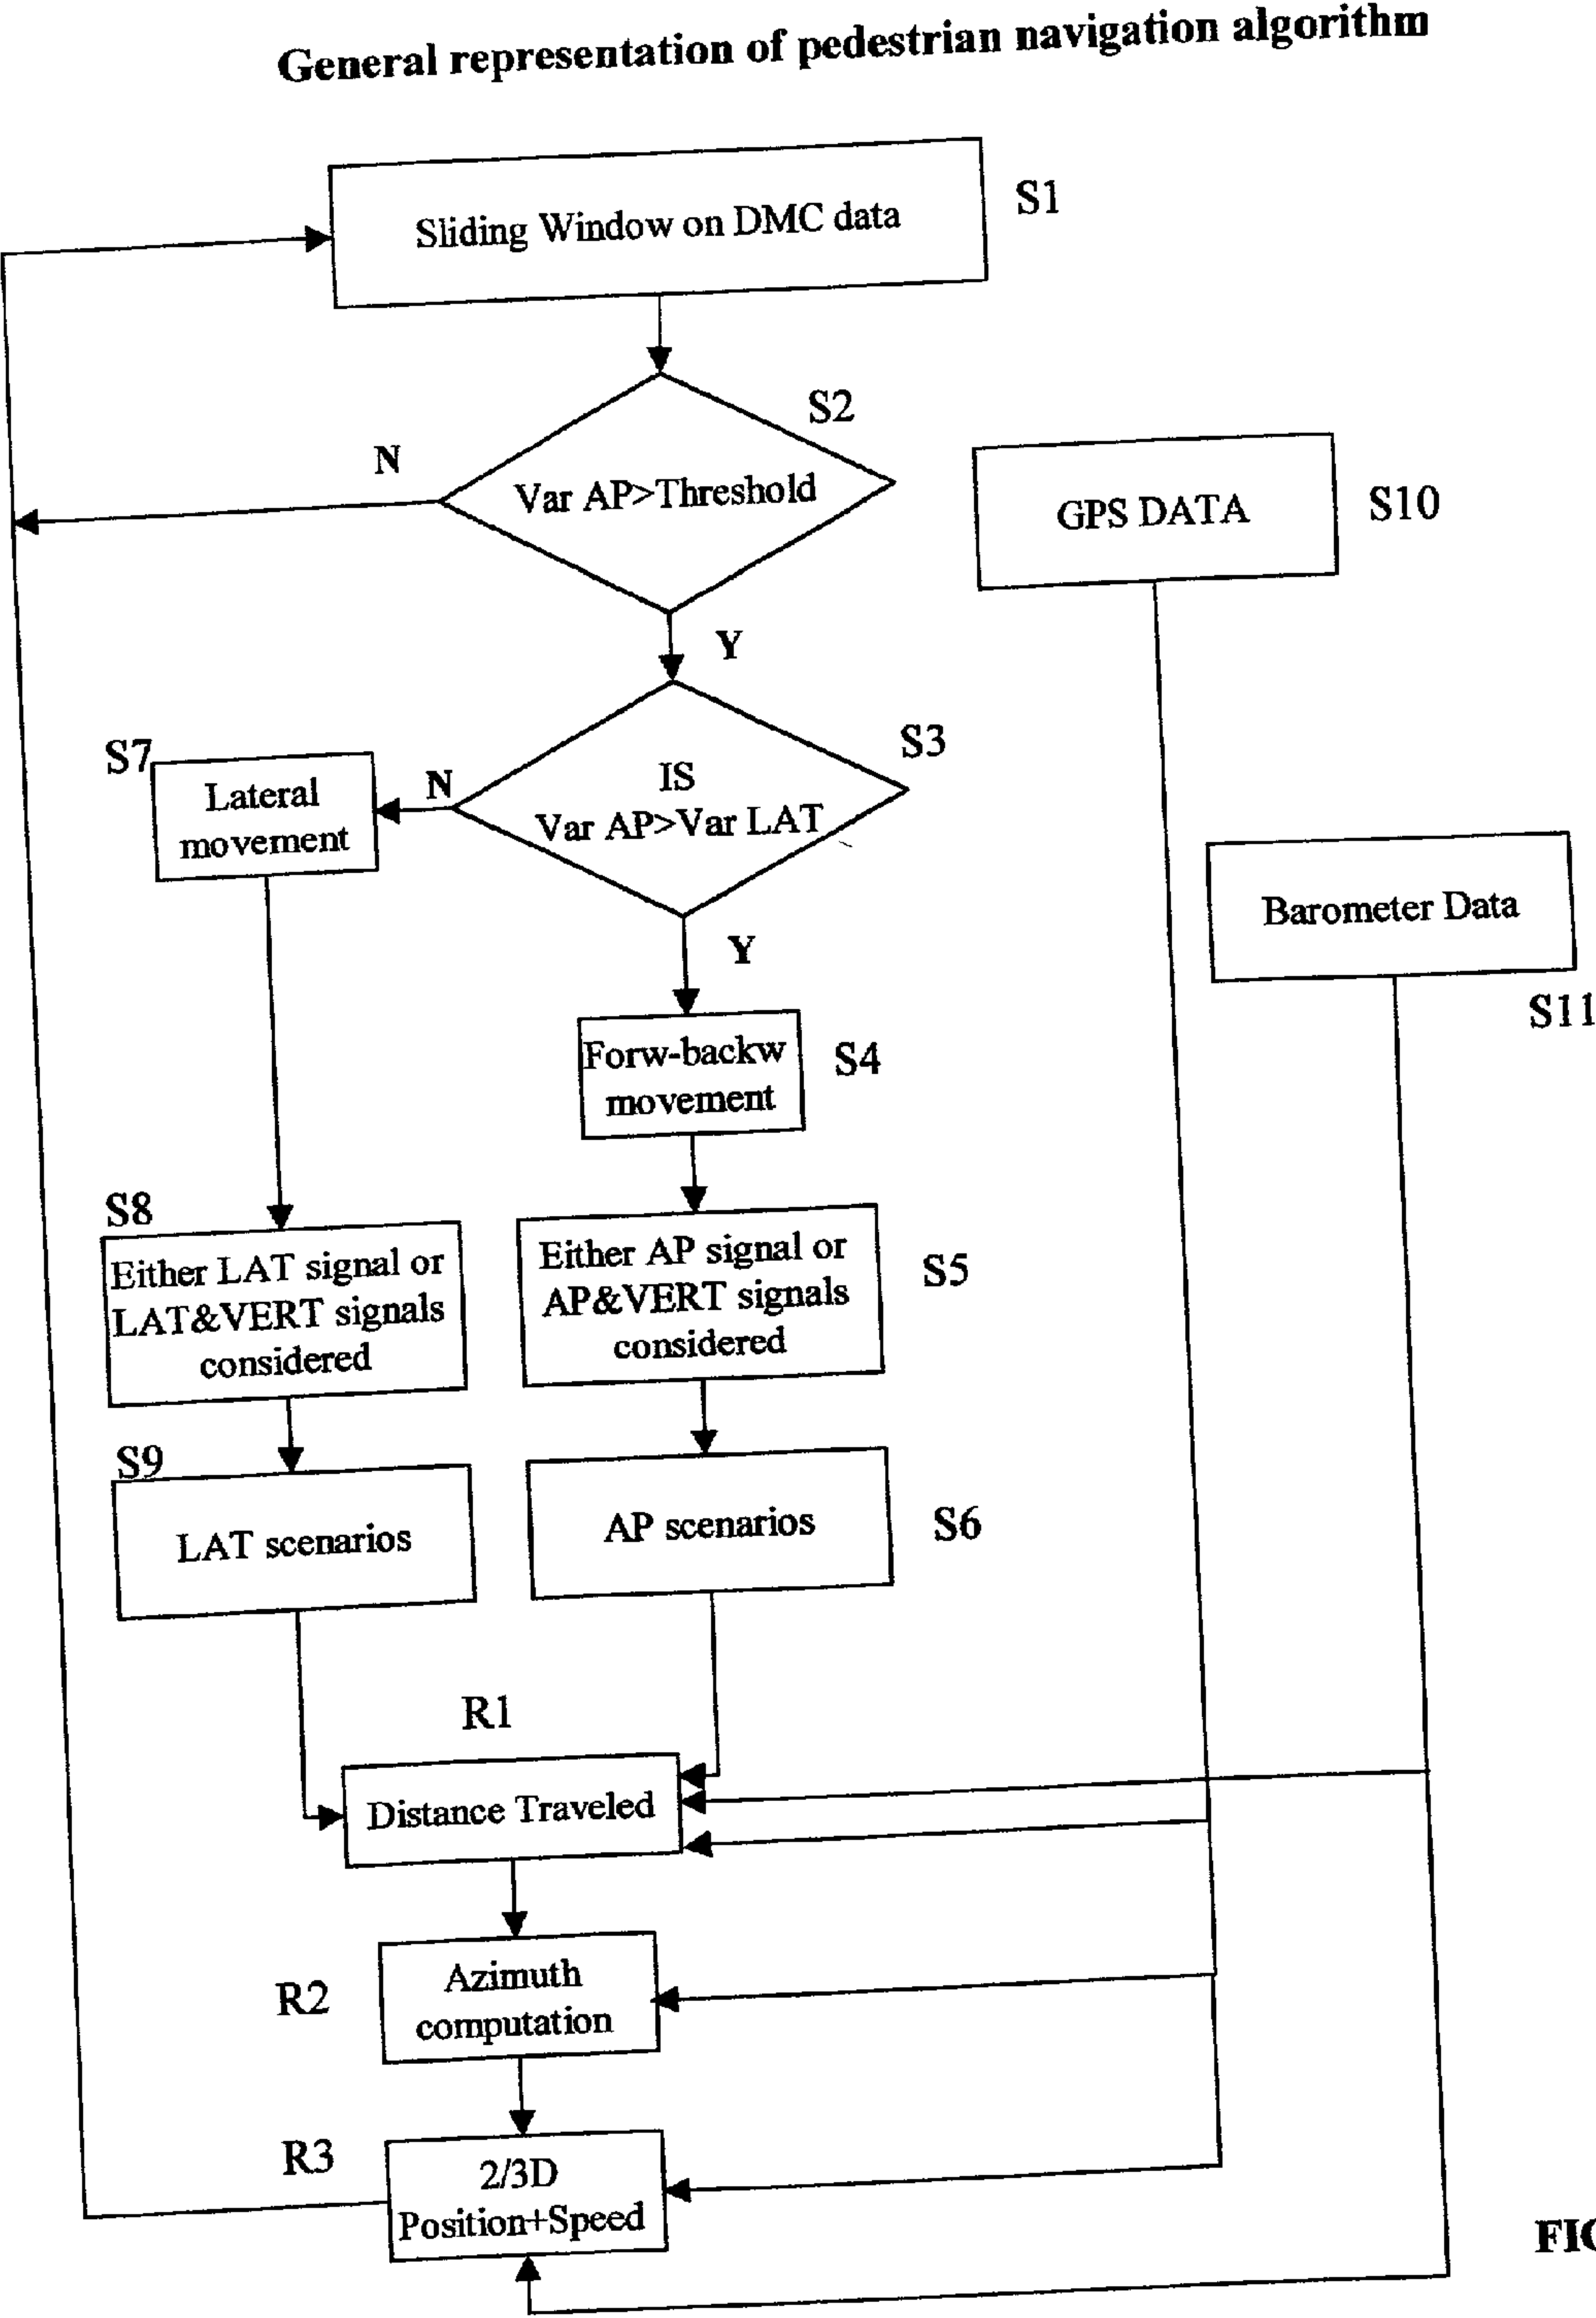 General representation of pedestrian navigation algorithm
Sliding Window on DMC data
S1
S2
N
Var AP>Threshold
GPS DATA
S10
Y
S3
S7
Lateral
movement
N
IS
Var AP>Var LAT
Barometer Data
S11
Y
Forw-backw
movement
S4
S8
Either LAT signal or
LAT&VERT signals
considered
Either AP signal or
AP&VERT signals
considered
S5
S9
LAT scenarios
AP scenarios
S6
R1
Distance Traveled
R2
Azimuth
computation
R3
2/3D
Position+Speed